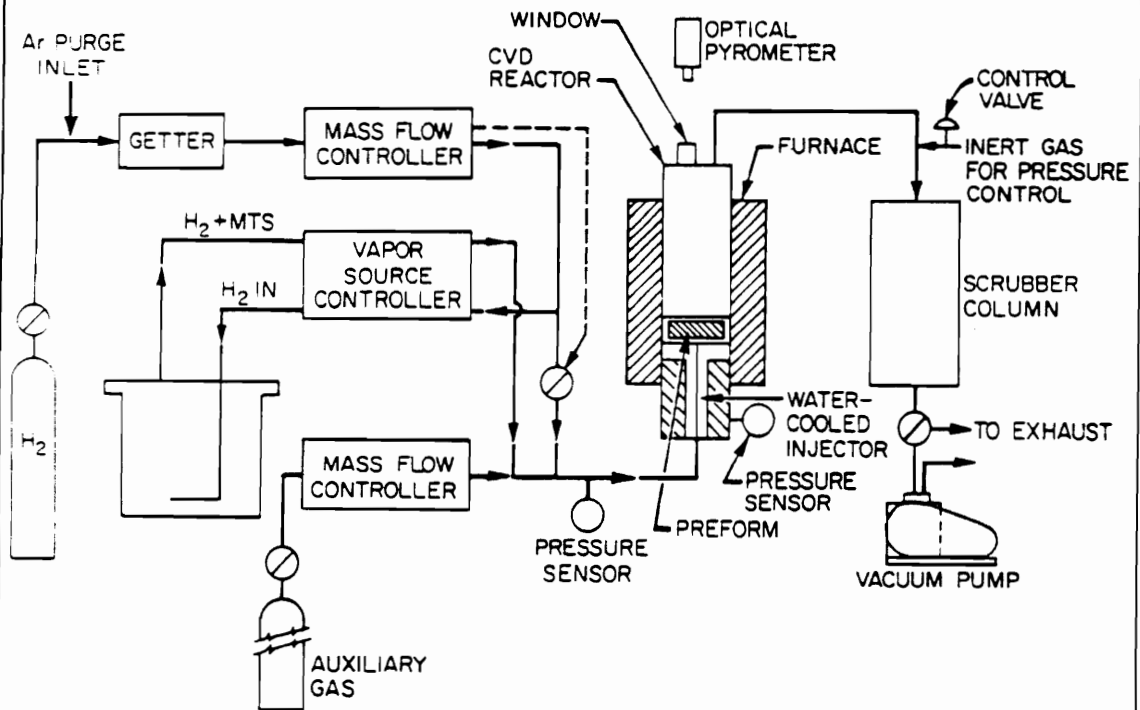 Ar PURGE
INLET
GETTER
MASS FLOW
CONTROLLER
WINDOW
CVD
REACTOR
OPTICAL
PYROMETER
CONTROL
VALVE
FURNACE
INERT GAS
FOR PRESSURE
CONTROL
H2+MTS
VAPOR
SOURCE
CONTROLLER
H2 IN
SCRUBBER
COLUMN
H2
MASS FLOW
CONTROLLER
WATER-
COOLED
INJECTOR
TO EXHAUST
PRESSURE
SENSOR
PREFORM
PRESSURE
SENSOR
VACUUM PUMP
AUXILIARY
GAS